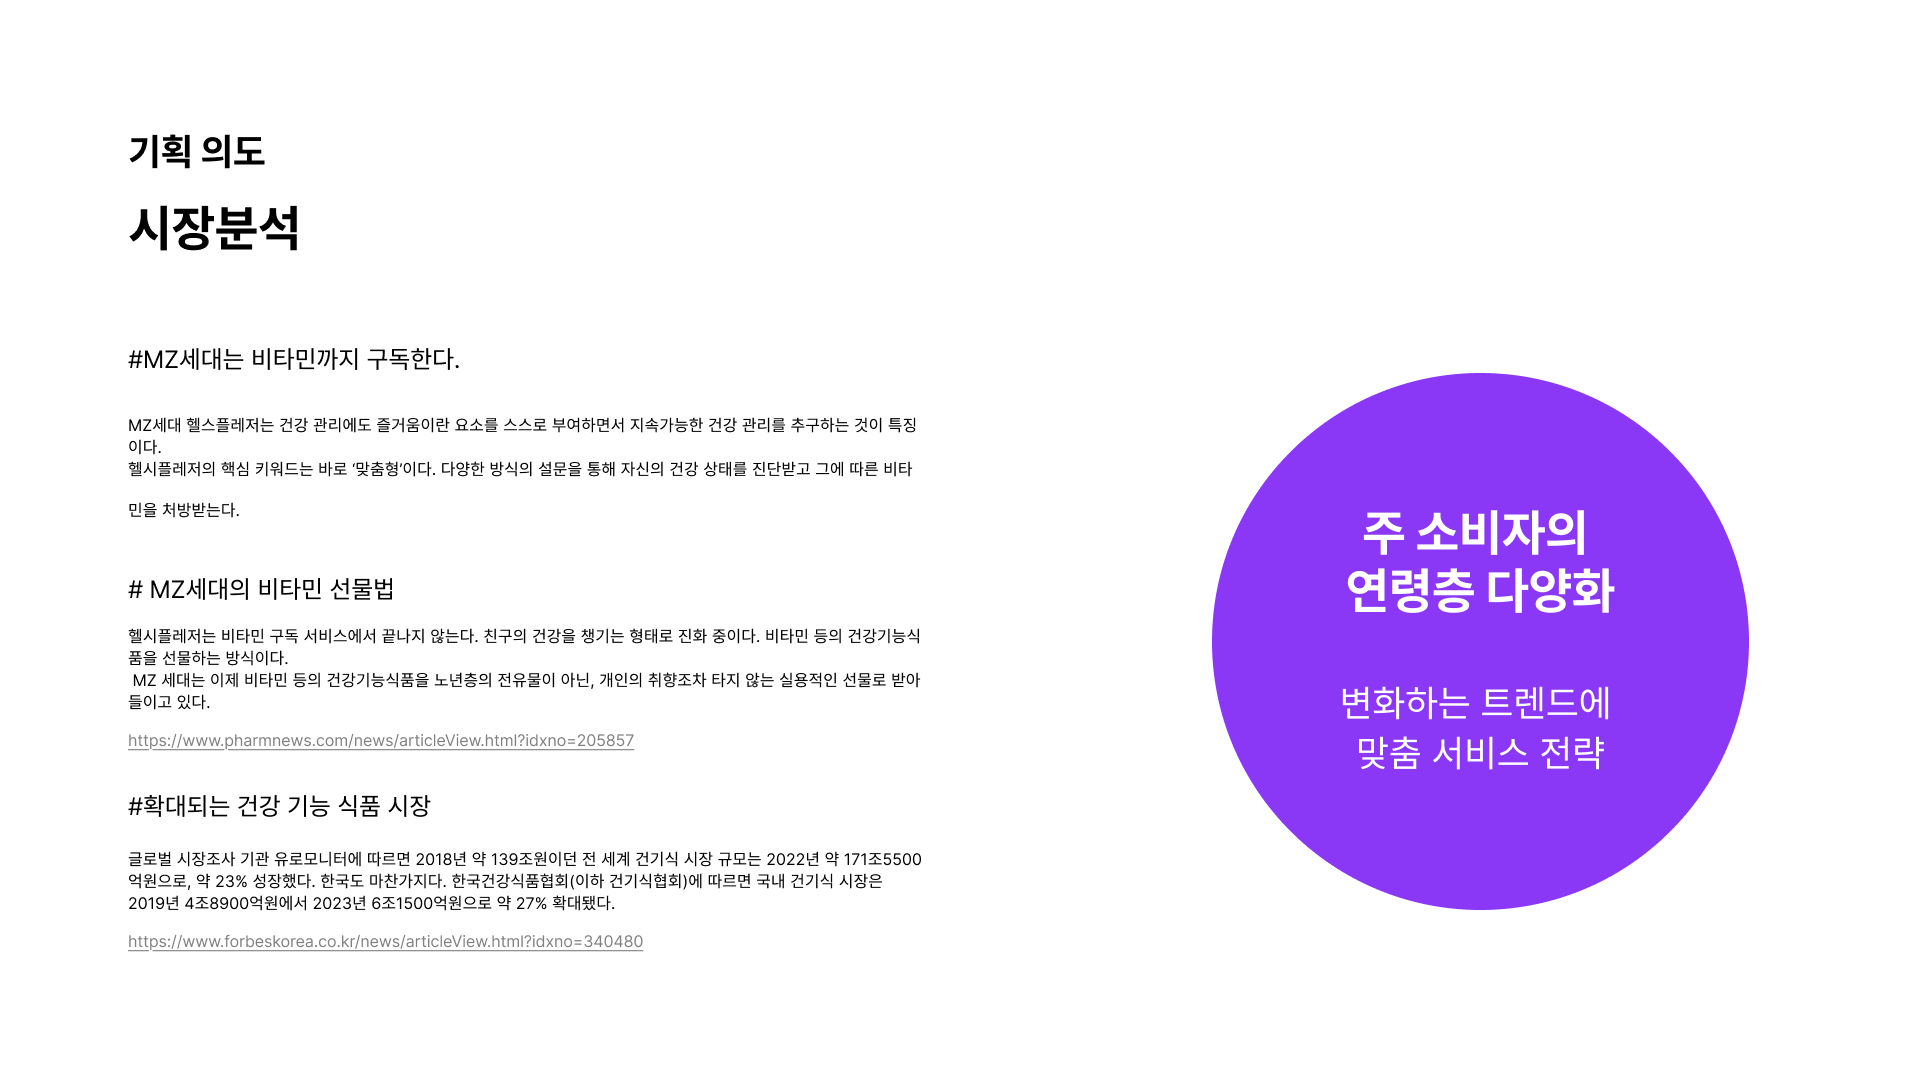 기획 의도
시장분석
#MZ세대는 비타민까지 구독한다.
MZ세대 헬스플레저는 건강 관리에도 즐거움이란 요소를 스스로 부여하면서 지속가능한 건강 관리를 추구하는 것이 특징
이다.
헬시플레저의 핵심 키워드는 바로 ‘맞춤형’이다. 다양한 방식의 설문을 통해 자신의 건강 상태를 진단받고 그에 따른 비타
민을 처방받는다.
# MZ세대의 비타민 선물법
헬시플레저는 비타민 구독 서비스에서 끝나지 않는다. 친구의 건강을 챙기는 형태로 진화 중이다. 비타민 등의 건강기능식
품을 선물하는 방식이다.
MZ 세대는 이제 비타민 등의 건강기능식품을 노년층의 전유물이 아닌, 개인의 취향조차 타지 않는 실용적인 선물로 받아
들이고 있다.
https://www.pharmnews.com/news/articleView.html?idxno=205857
#확대되는 건강 기능 식품 시장
글로벌 시장조사 기관 유로모니터에 따르면 2018년 약 139조원이던 전 세계 건기식 시장 규모는 2022년 약 171조5500
억원으로, 약 23% 성장했다. 한국도 마찬가지다. 한국건강식품협회(이하 건기식협회)에 따르면 국내 건기식 시장은
2019년 4조8900억원에서 2023년 6조1500억원으로 약 27% 확대됐다.
https://www.forbeskorea.co.kr/news/articleView.html?idxno=340480
주 소비자의
연령층 다양화
변화하는 트렌드에
맞춤 서비스 전략